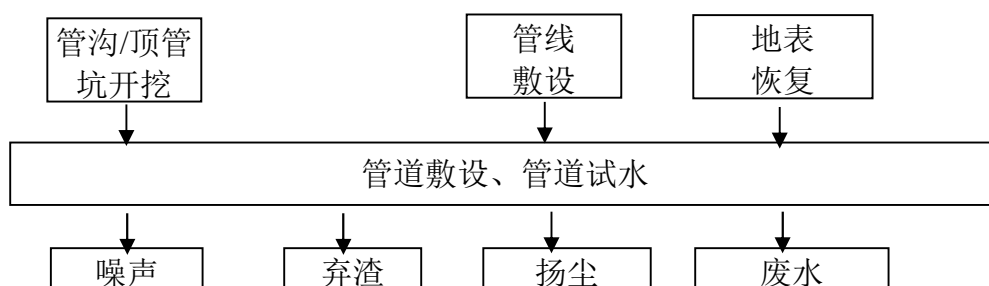 管沟/顶管
坑开挖
管线
敷设
地表
恢复
管道敷设、管道试水
噪声
弃渣
扬尘
废水